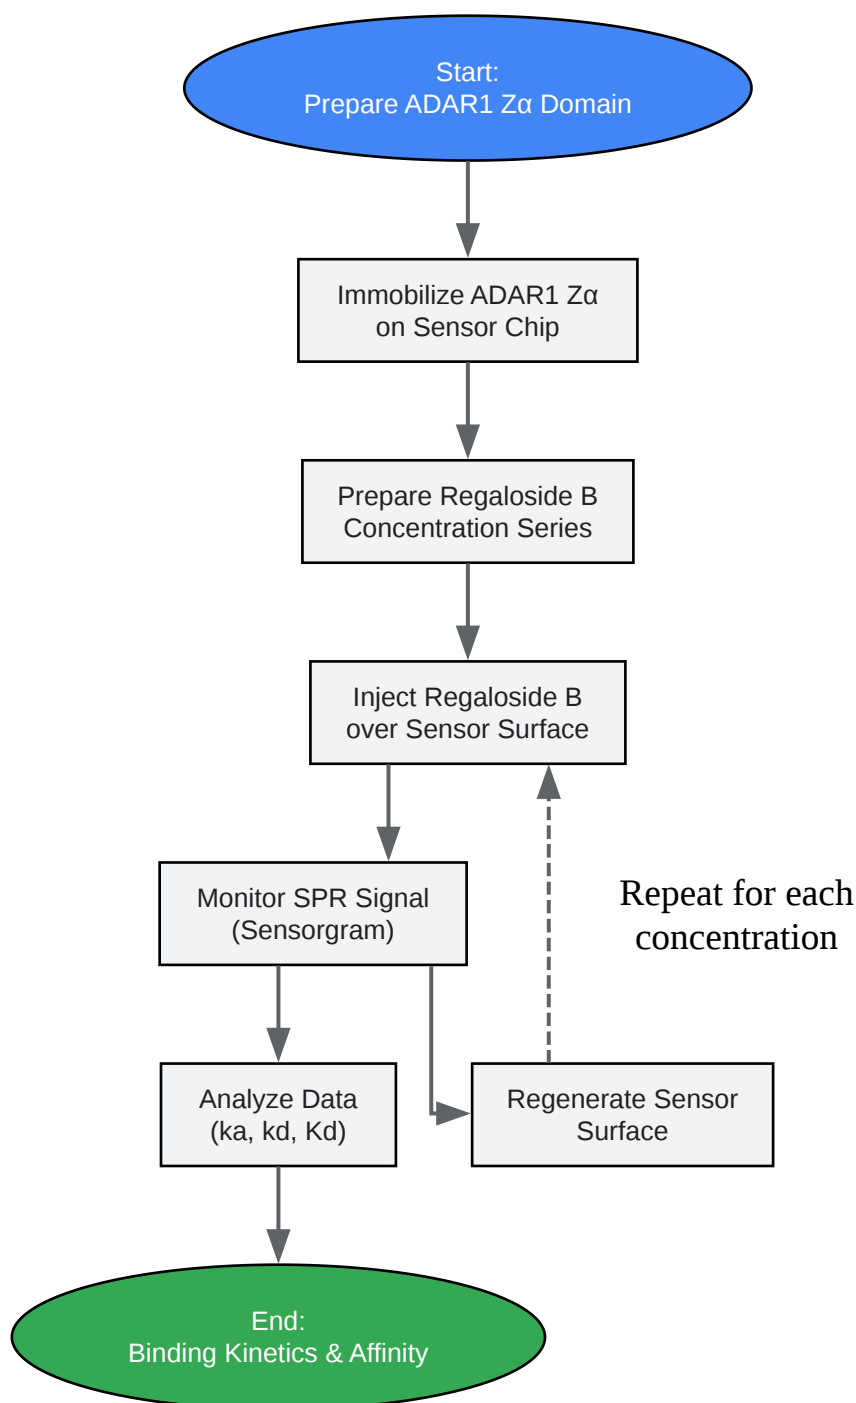 Start:
Prepare ADAR1 Zα Domain
Immobilize ADAR1 Zα
on Sensor Chip
Prepare Regaloside B
Concentration Series
Inject Regaloside B
over Sensor Surface
Monitor SPR Signal
(Sensorgram)
Repeat for each
concentration
Analyze Data
(ka, kd, Kd)
Regenerate Sensor
Surface
End:
Binding Kinetics & Affinity